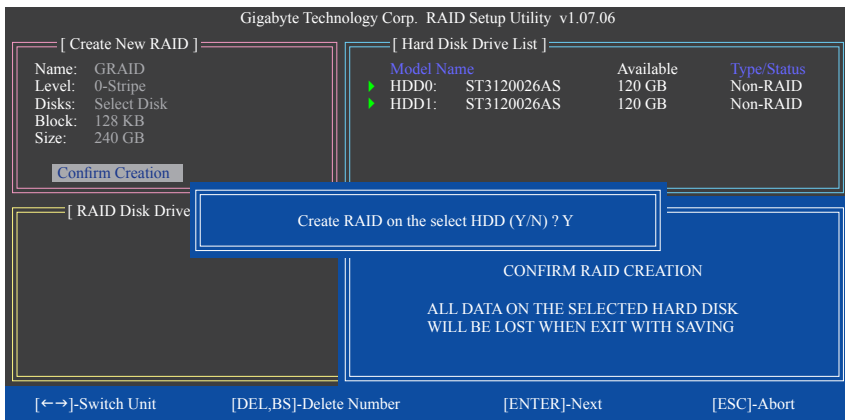 Gigabyte Technology Corp. RAID Setup Utility v1.07.06
[ Create New RAID ]
Name: GRAID
Level: 0-Stripe
Disks: Select Disk
Block: 128 KB
Size: 240 GB
Confirm Creation
[ Hard Disk Drive List ]
Model Name Available Type/Status
HDD0: ST3120026AS 120 GB Non-RAID
HDD1: ST3120026AS 120 GB Non-RAID
[ RAID Disk Drive
Create RAID on the select HDD (Y/N) ? Y
CONFIRM RAID CREATION
ALL DATA ON THE SELECTED HARD DISK
WILL BE LOST WHEN EXIT WITH SAVING
[←→]-Switch Unit [DEL,BS]-Delete Number [ENTER]-Next [ESC]-Abort